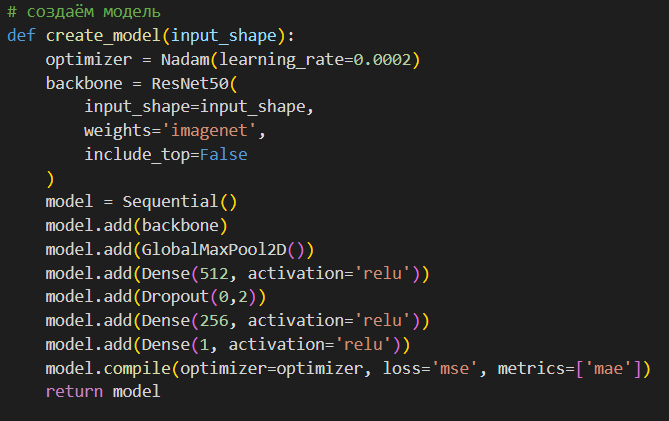 # создаём модель
def create_model(input_shape):
    optimizer = Nadam(learning_rate=0.0002)
    backbone = ResNet50(
        input_shape=input_shape,
        weights='imagenet',
        include_top=False
    )
    model = Sequential()
    model.add(backbone)
    model.add(GlobalMaxPool2D())
    model.add(Dense(512, activation='relu'))
    model.add(Dropout(0,2))
    model.add(Dense(256, activation='relu'))
    model.add(Dense(1, activation='relu'))
    model.compile(optimizer=optimizer, loss='mse', metrics=['mae'])
    return model